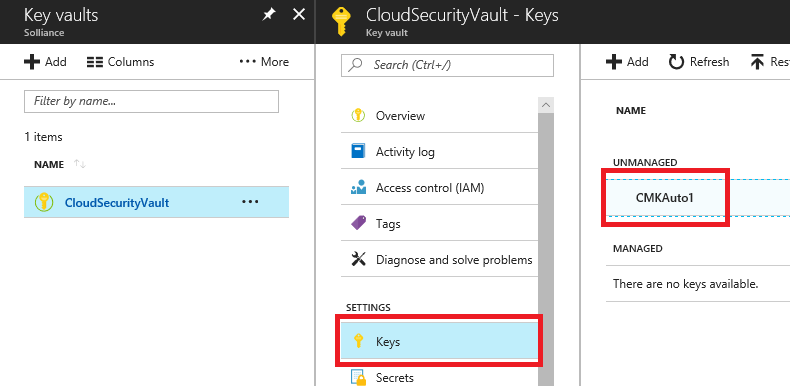 Key vaults
Solliance
Add
Columns
More
Filter by name...
1 items
NAME
CloudSecurityVault
CloudSecurityVault - Keys
Key vault
Search (Ctrl+/)
Overview
Activity log
Access control (IAM)
Tags
Diagnose and solve problems
SETTINGS
Keys
Secrets
Add
Refresh
Rest
NAME
UNMANAGED
CMKAuto1
MANAGED
There are no keys available.